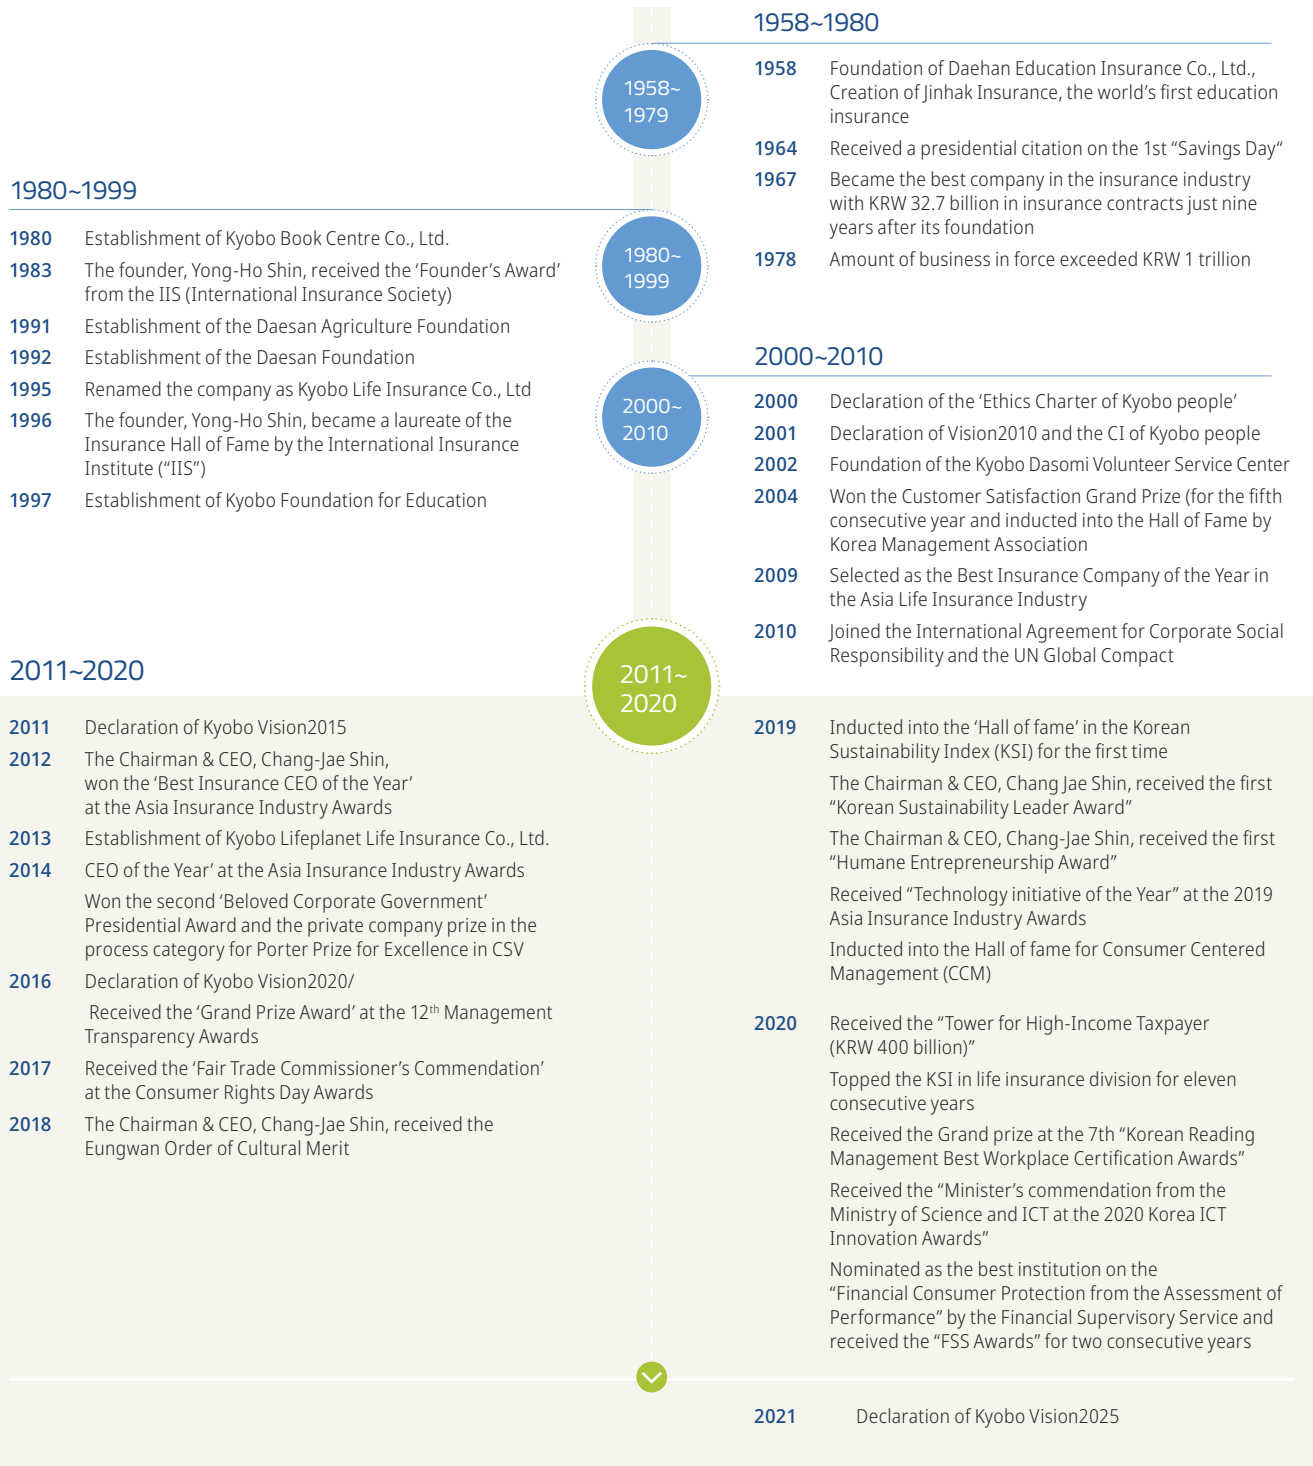 1958~1980
1958~
1979
1958 Foundation of Daehan Education Insurance Co., Ltd.,
Creation of Jinhak Insurance, the world's first education
insurance
1964 Received a presidential citation on the 1st “Savings Day“
1967 Became the best company in the insurance industry
with KRW 32.7 billion in insurance contracts just nine
years after its foundation
1978 Amount of business in force exceeded KRW 1 trillion
1980~1999
1980~
1999
1980 Establishment of Kyobo Book Centre Co., Ltd.
1983 The founder, Yong-Ho Shin, received the ‘Founder’s Award’
from the IIS (International Insurance Society)
1991 Establishment of the Daesan Agriculture Foundation
1992 Establishment of the Daesan Foundation
1995 Renamed the company as Kyobo Life Insurance Co., Ltd
1996 The founder, Yong-Ho Shin, became a laureate of the
Insurance Hall of Fame by the International Insurance
Institute (“IIS”)
1997 Establishment of Kyobo Foundation for Education
2000~2010
2000~
2010
2000 Declaration of the ‘Ethics Charter of Kyobo people’
2001 Declaration of Vision2010 and the CI of Kyobo people
2002 Foundation of the Kyobo Dasomi Volunteer Service Center
2004 Won the Customer Satisfaction Grand Prize (for the fifth
consecutive year and inducted into the Hall of Fame by
Korea Management Association
2009 Selected as the Best Insurance Company of the Year in
the Asia Life Insurance Industry
2010 Joined the International Agreement for Corporate Social
Responsibility and the UN Global Compact
2011~2020
2011~
2020
2011 Declaration of Kyobo Vision2015
2012 The Chairman & CEO, Chang-Jae Shin,
won the ‘Best Insurance CEO of the Year’
at the Asia Insurance Industry Awards
2013 Establishment of Kyobo Lifeplanet Life Insurance Co., Ltd.
2014 CEO of the Year’ at the Asia Insurance Industry Awards
Won the second ‘Beloved Corporate Government’
Presidential Award and the private company prize in the
process category for Porter Prize for Excellence in CSV
2016 Declaration of Kyobo Vision2020/
Received the ‘Grand Prize Award’ at the 12th Management
Transparency Awards
2017 Received the ‘Fair Trade Commissioner’s Commendation’
at the Consumer Rights Day Awards
2018 The Chairman & CEO, Chang-Jae Shin, received the
Eungwan Order of Cultural Merit
2019 Inducted into the ‘Hall of fame’ in the Korean
Sustainability Index (KSI) for the first time
The Chairman & CEO, Chang Jae Shin, received the first
“Korean Sustainability Leader Award”
The Chairman & CEO, Chang-Jae Shin, received the first
“Humane Entrepreneurship Award”
Received “Technology initiative of the Year” at the 2019
Asia Insurance Industry Awards
Inducted into the Hall of fame for Consumer Centered
Management (CCM)
2020 Received the “Tower for High-Income Taxpayer
(KRW 400 billion)”
Topped the KSI in life insurance division for eleven
consecutive years
Received the Grand prize at the 7th “Korean Reading
Management Best Workplace Certification Awards”
Received the “Minister’s commendation from the
Ministry of Science and ICT at the 2020 Korea ICT
Innovation Awards”
Nominated as the best institution on the
“Financial Consumer Protection from the Assessment of
Performance” by the Financial Supervisory Service and
received the “FSS Awards” for two consecutive years
2021 Declaration of Kyobo Vision2025